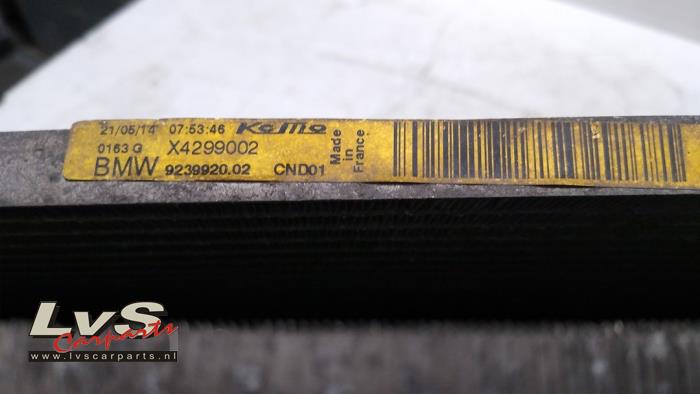 21/05/14 07:53:46 KoMo
0163 G X4299002
BMW 9239920.02 CND01
Made in France
LvS
Carparts
www.lvscarparts.nl